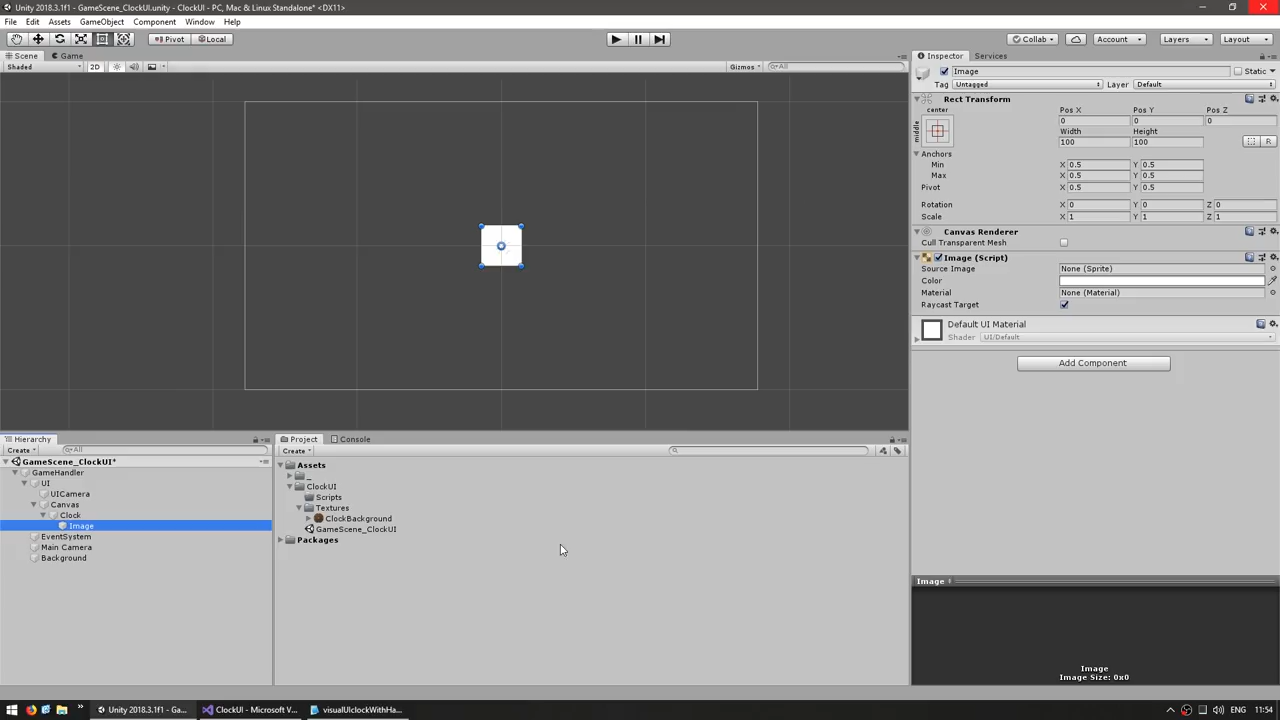 Unity 2018.3.1f1 - GameScene_ClockUI.unity - ClockUI - PC, Mac & Linux Standalone* <DX11>
File Edit Assets GameObject Component Window Help
Pivot Local Collab Account Layers Layout
Scene Game Inspector Services
Shaded 2D Gizmos All
Image Static
Tag Untagged Layer Default
Rect Transform
center
middle
Pos X Pos Y Pos Z
0 0 0
Width Height
100 100
R
Anchors
Min X 0.5 Y 0.5
Max X 0.5 Y 0.5
Pivot X 0.5 Y 0.5
Rotation X 0 Y 0 Z 0
Scale X 1 Y 1 Z 1
Canvas Renderer
Cull Transparent Mesh
Image (Script)
Source Image None (Sprite)
Color
Material None (Material)
Raycast Target
Default UI Material
Shader UI/Default
Add Component
Hierarchy
Create All
GameScene_ClockUI*
GameHandler
UI
UICamera
Canvas
Clock
Image
EventSystem
Main Camera
Background
Project Console
Create
Assets
_
ClockUI
Scripts
Textures
ClockBackground
GameScene_ClockUI
Packages
Image
Image
Image Size: 0x0
Unity 2018.3.1f1 - Ga... ClockUI - Microsoft V... visualUIclockWithHa... ENG 11:54